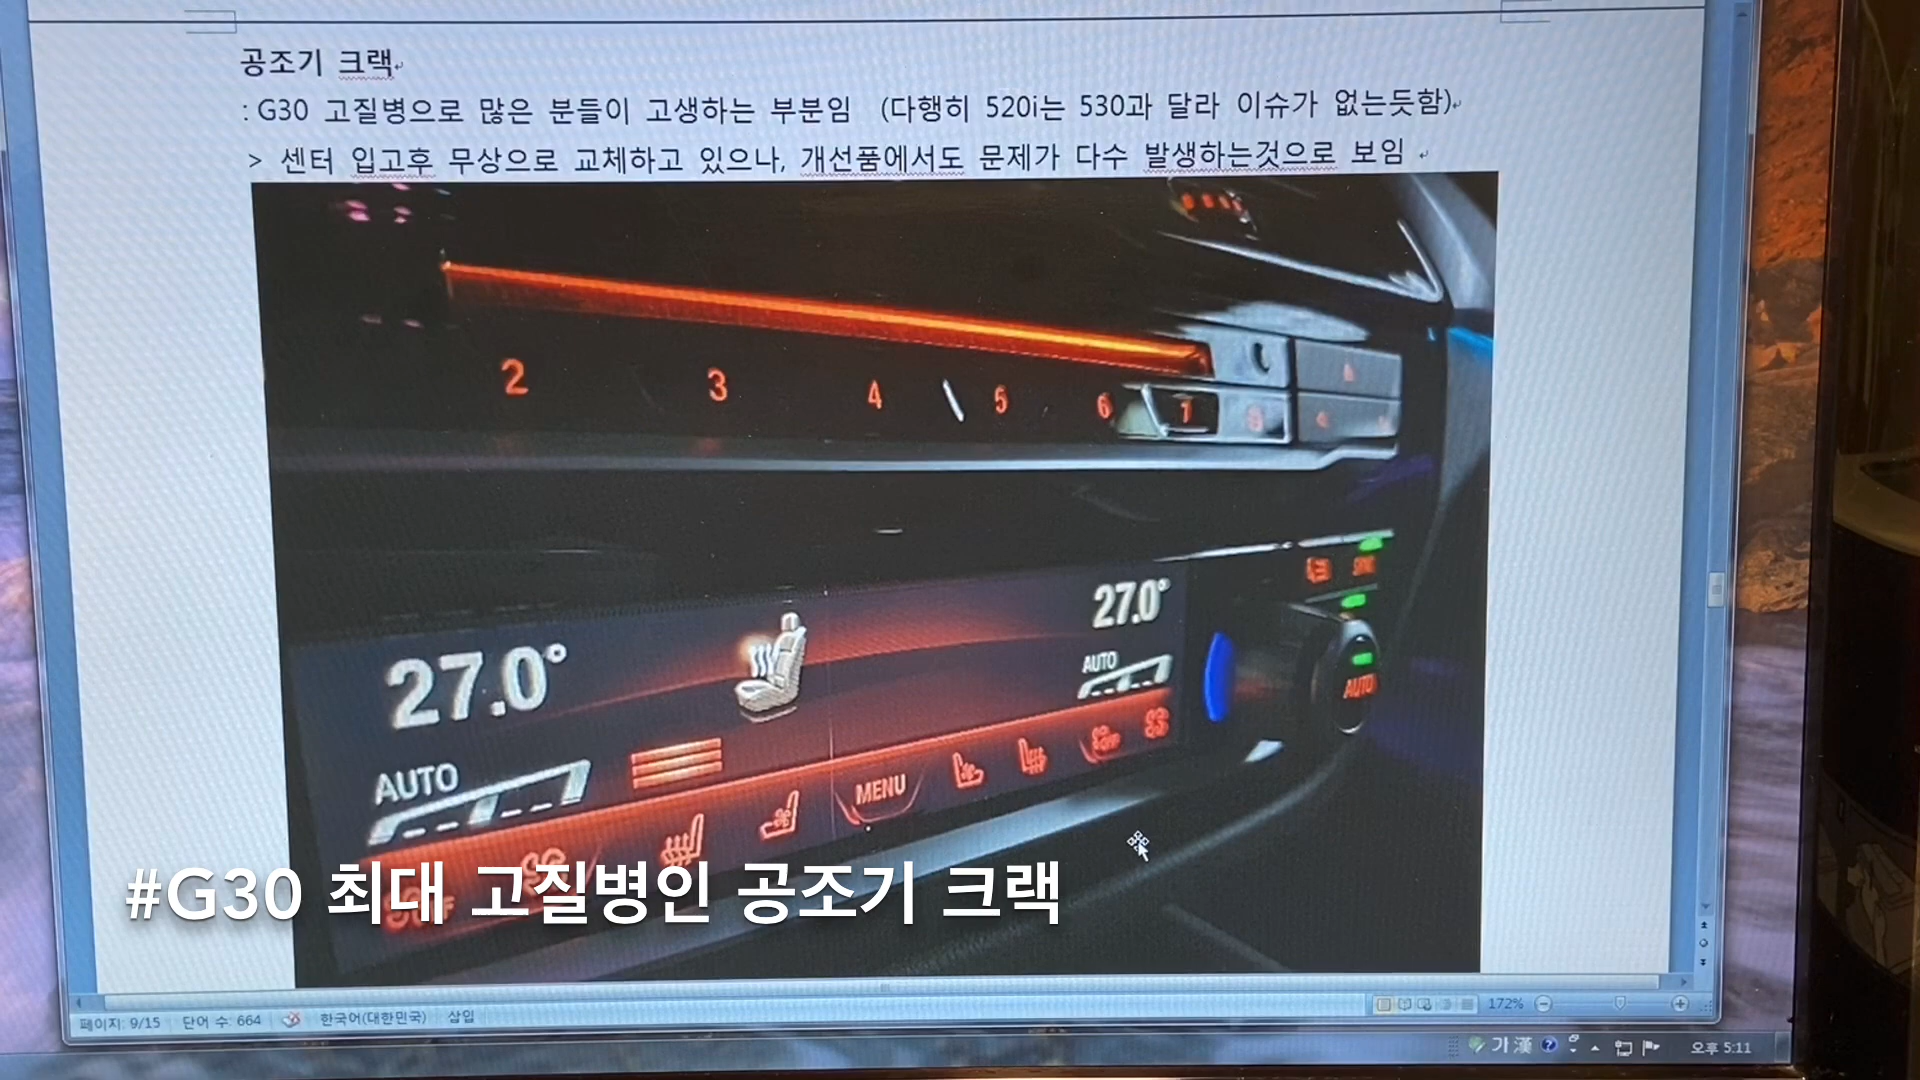 공조기 크랙
: G30 고질병으로 많은 분들이 고생하는 부분임 (다행히 520i는 530과 달라 이슈가 없는듯함)
> 센터 입고후 무상으로 교체하고 있으나, 개선품에서도 문제가 다수 발생하는것으로 보임
2 3 4 5 6 7
27.0° 27.0°
AUTO
AUTO
SYNC
AUTO
MENU
OFF
#G30 최대 고질병인 공조기 크랙
페이지: 9/15 단어 수: 664 한국어(대한민국) 삽입 172%
가 漢 오후 5:11